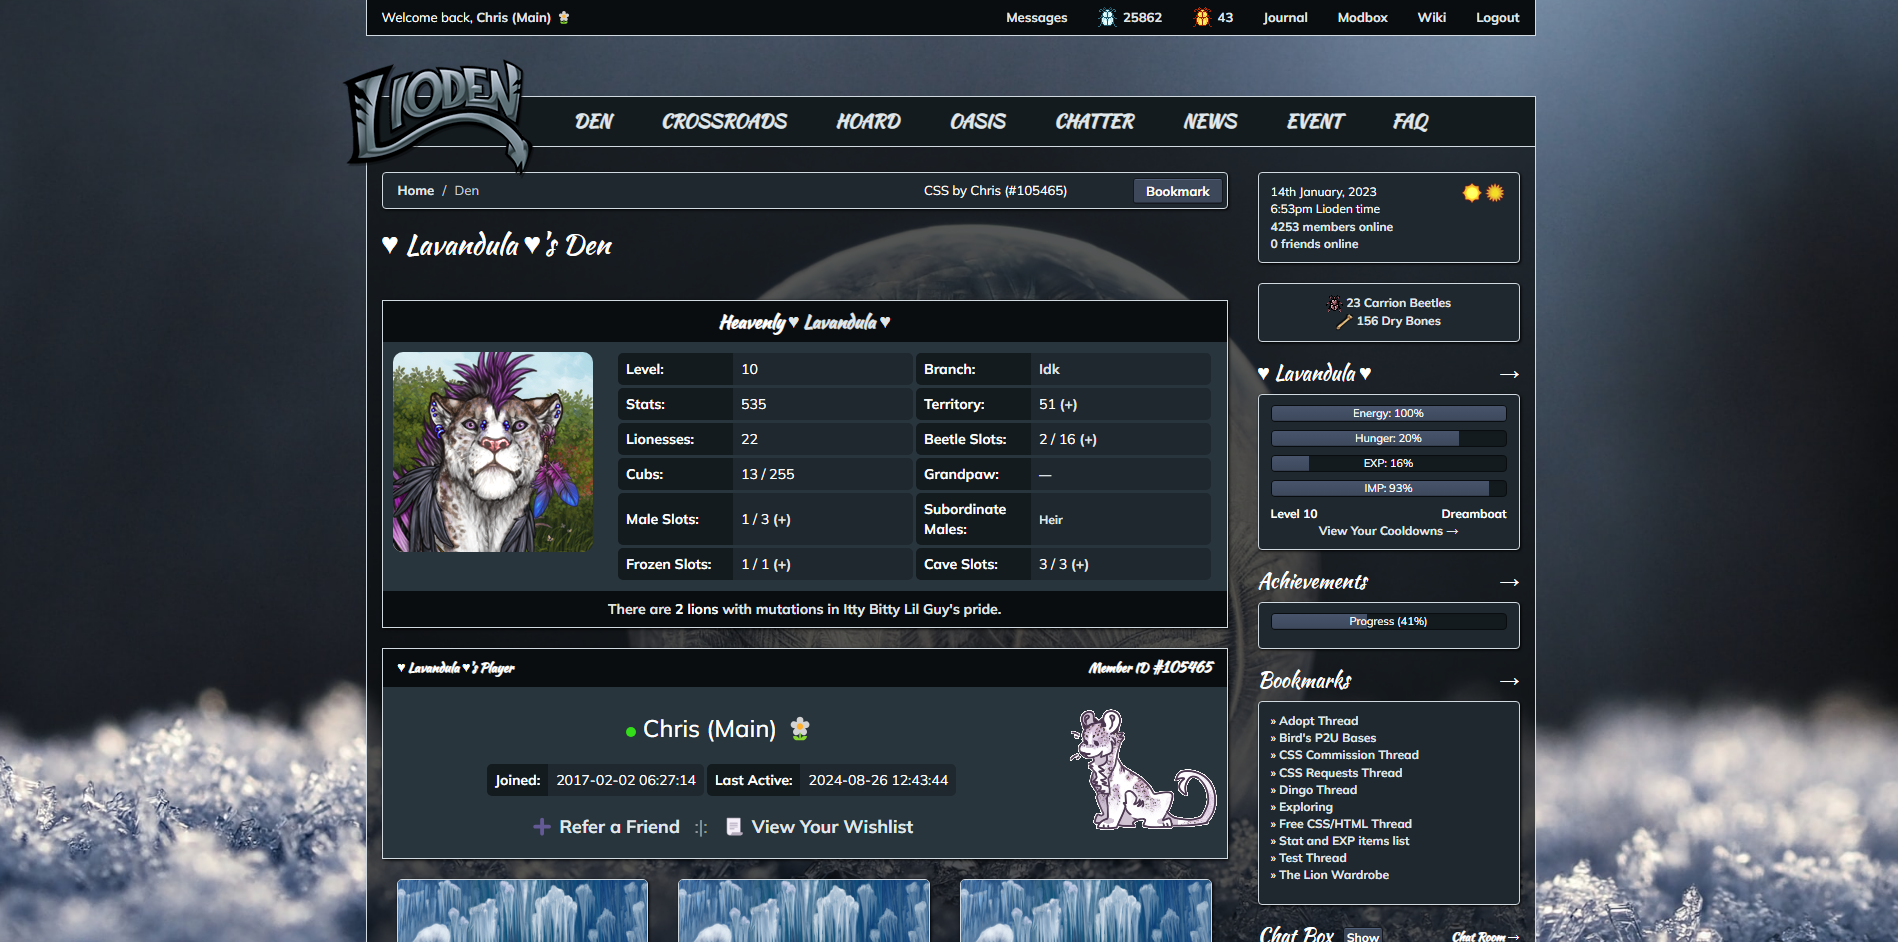 Welcome back, Chris (Main)
Messages 25862 43 Journal Modbox Wiki Logout
LIODEN
DEN CROSSROADS HOARD OASIS CHATTER NEWS EVENT FAQ
Home / Den CSS by Chris (#105465) Bookmark
♥ Lavandula ♥'s Den
Heavenly ♥ Lavandula ♥
Level: 10 Branch: Idk
Stats: 535 Territory: 51 (+)
Lionesses: 22 Beetle Slots: 2 / 16 (+)
Cubs: 13 / 255 Grandpaw: —
Male Slots: 1 / 3 (+) Subordinate Males: Heir
Frozen Slots: 1 / 1 (+) Cave Slots: 3 / 3 (+)
There are 2 lions with mutations in Itty Bitty Lil Guy's pride.
♥ Lavandula ♥'s Player Member ID #105465
Chris (Main)
Joined: 2017-02-02 06:27:14 Last Active: 2024-08-26 12:43:44
Refer a Friend :|: View Your Wishlist
14th January, 2023
6:53pm Lioden time
4253 members online
0 friends online
23 Carrion Beetles
156 Dry Bones
♥ Lavandula ♥ →
Energy: 100%
Hunger: 20%
EXP: 16%
IMP: 93%
Level 10 Dreamboat
View Your Cooldowns →
Achievements →
Progress (41%)
Bookmarks →
» Adopt Thread
» Bird's P2U Bases
» CSS Commission Thread
» CSS Requests Thread
» Dingo Thread
» Exploring
» Free CSS/HTML Thread
» Stat and EXP items list
» Test Thread
» The Lion Wardrobe
Chat Box Show Chat Room →